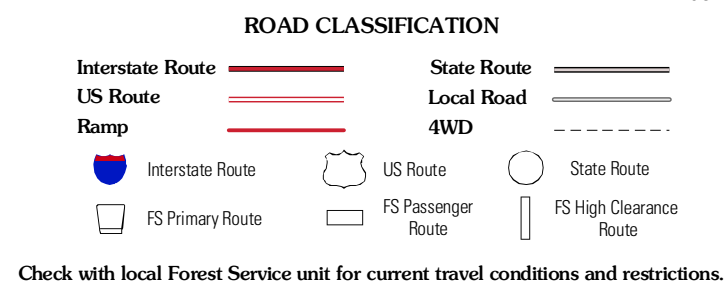 ROAD CLASSIFICATION
Interstate Route
State Route
US Route
Local Road
Ramp
4WD
Interstate Route
US Route
State Route
FS Primary Route
FS Passenger
Route
FS High Clearance
Route
Check with local Forest Service unit for current travel conditions and restrictions.